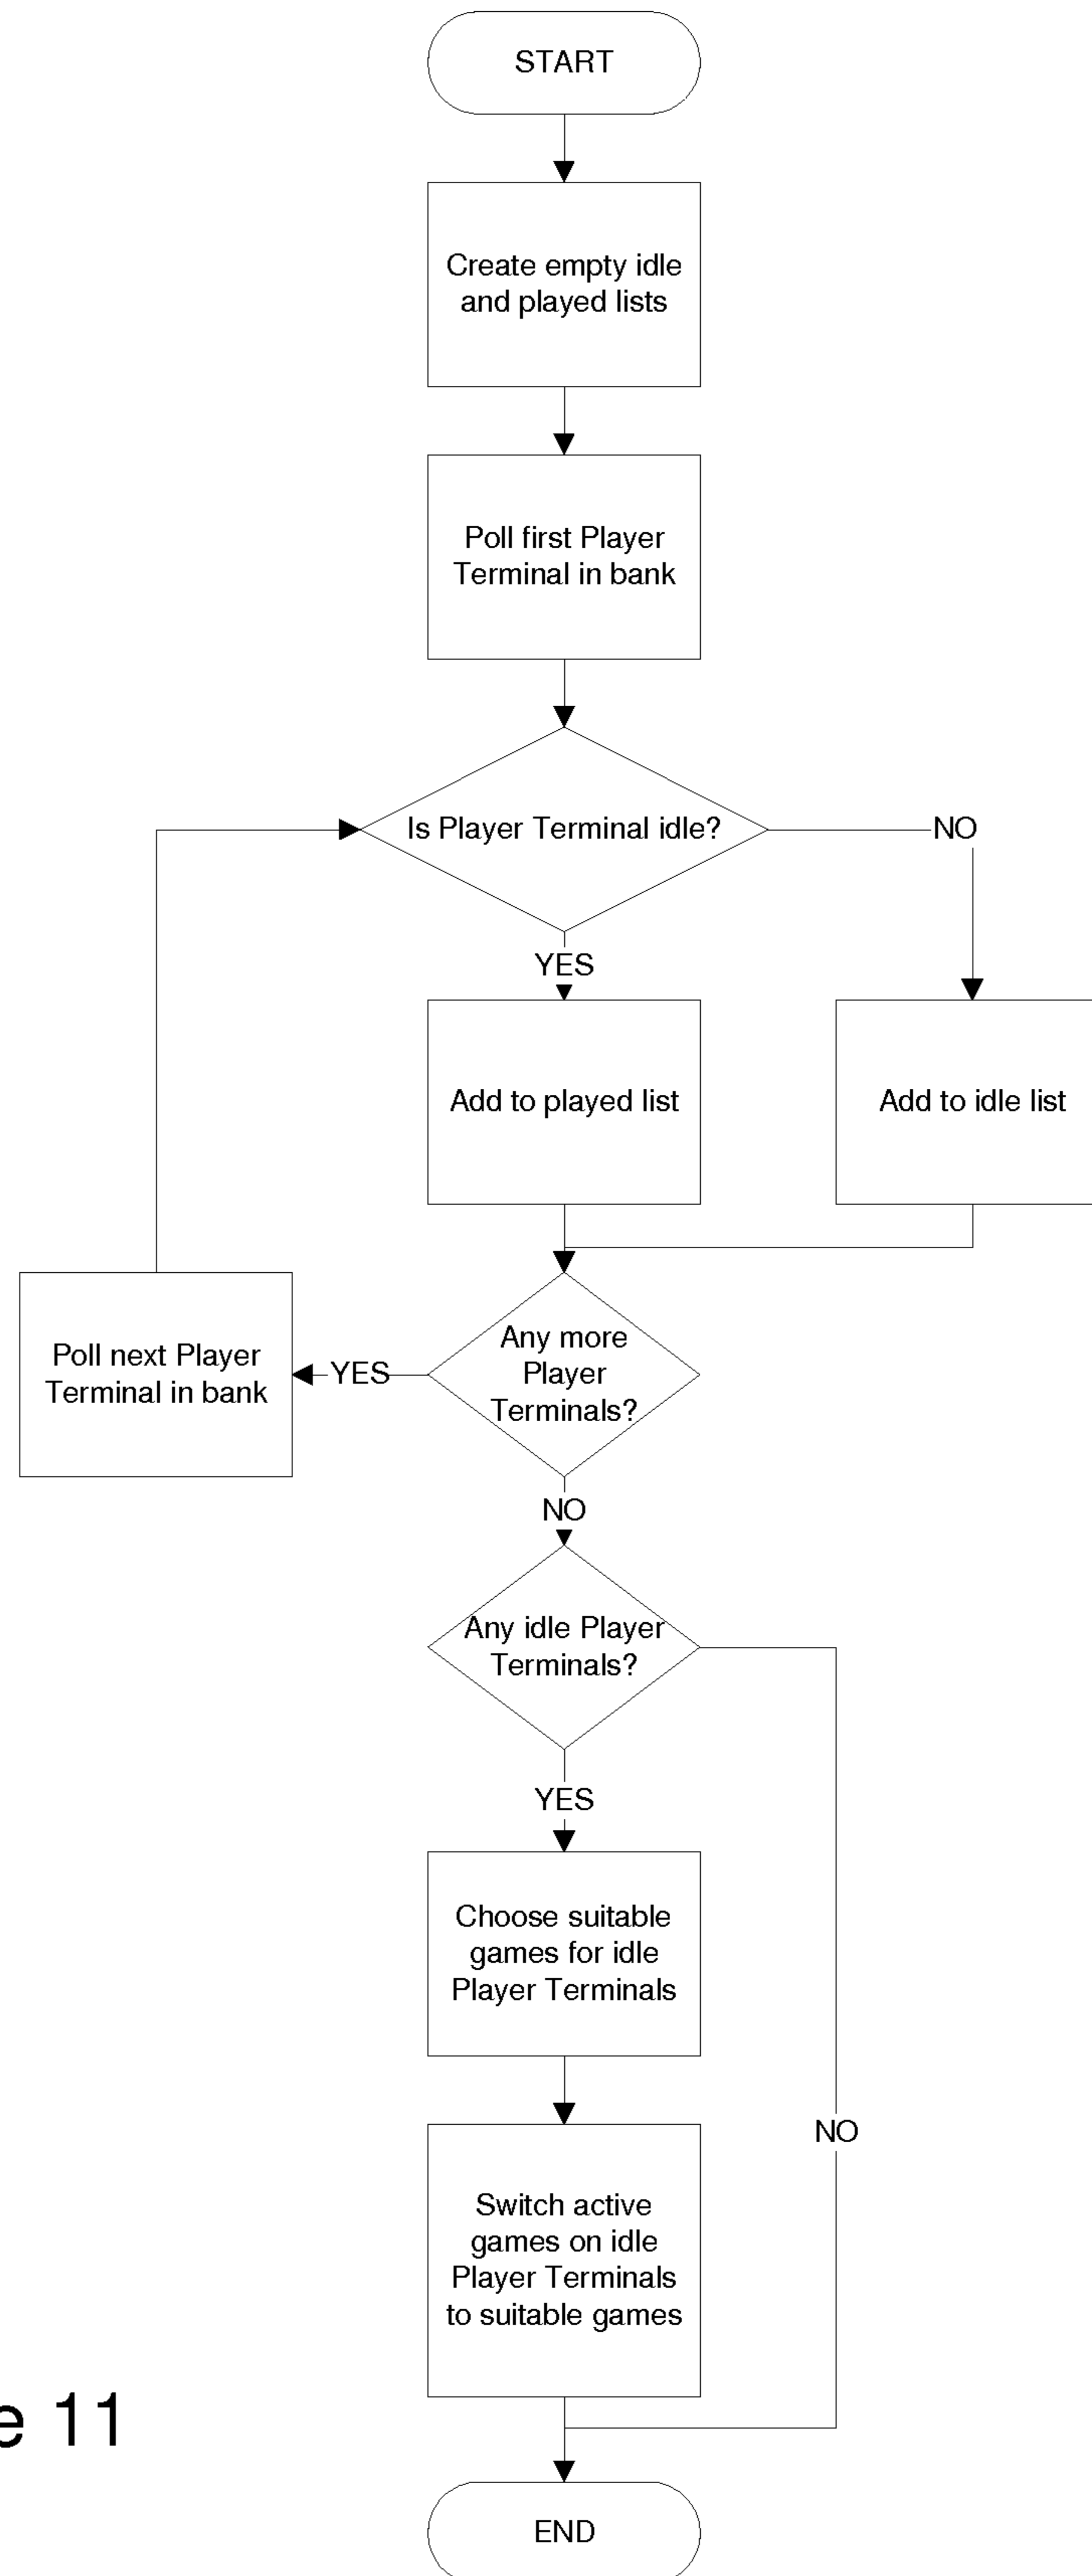 START
Create empty idle
and played lists
Poll first Player
Terminal in bank
Is Player Terminal idle?
NO
YES
Add to played list
Add to idle list
Poll next Player
Terminal in bank
YES
Any more
Player
Terminals?
NO
Any idle Player
Terminals?
YES
Choose suitable
games for idle
Player Terminals
NO
Switch active
games on idle
Player Terminals
to suitable games
e 11
END